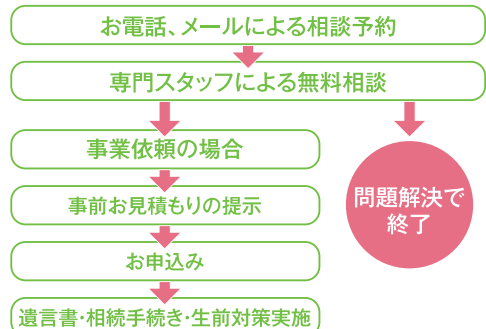 お電話、メールによる相談予約
専門スタッフによる無料相談
事業依頼の場合
事前お見積もりの提示
お申込み
遺言書･相続手続き･生前対策実施
問題解決で
終了